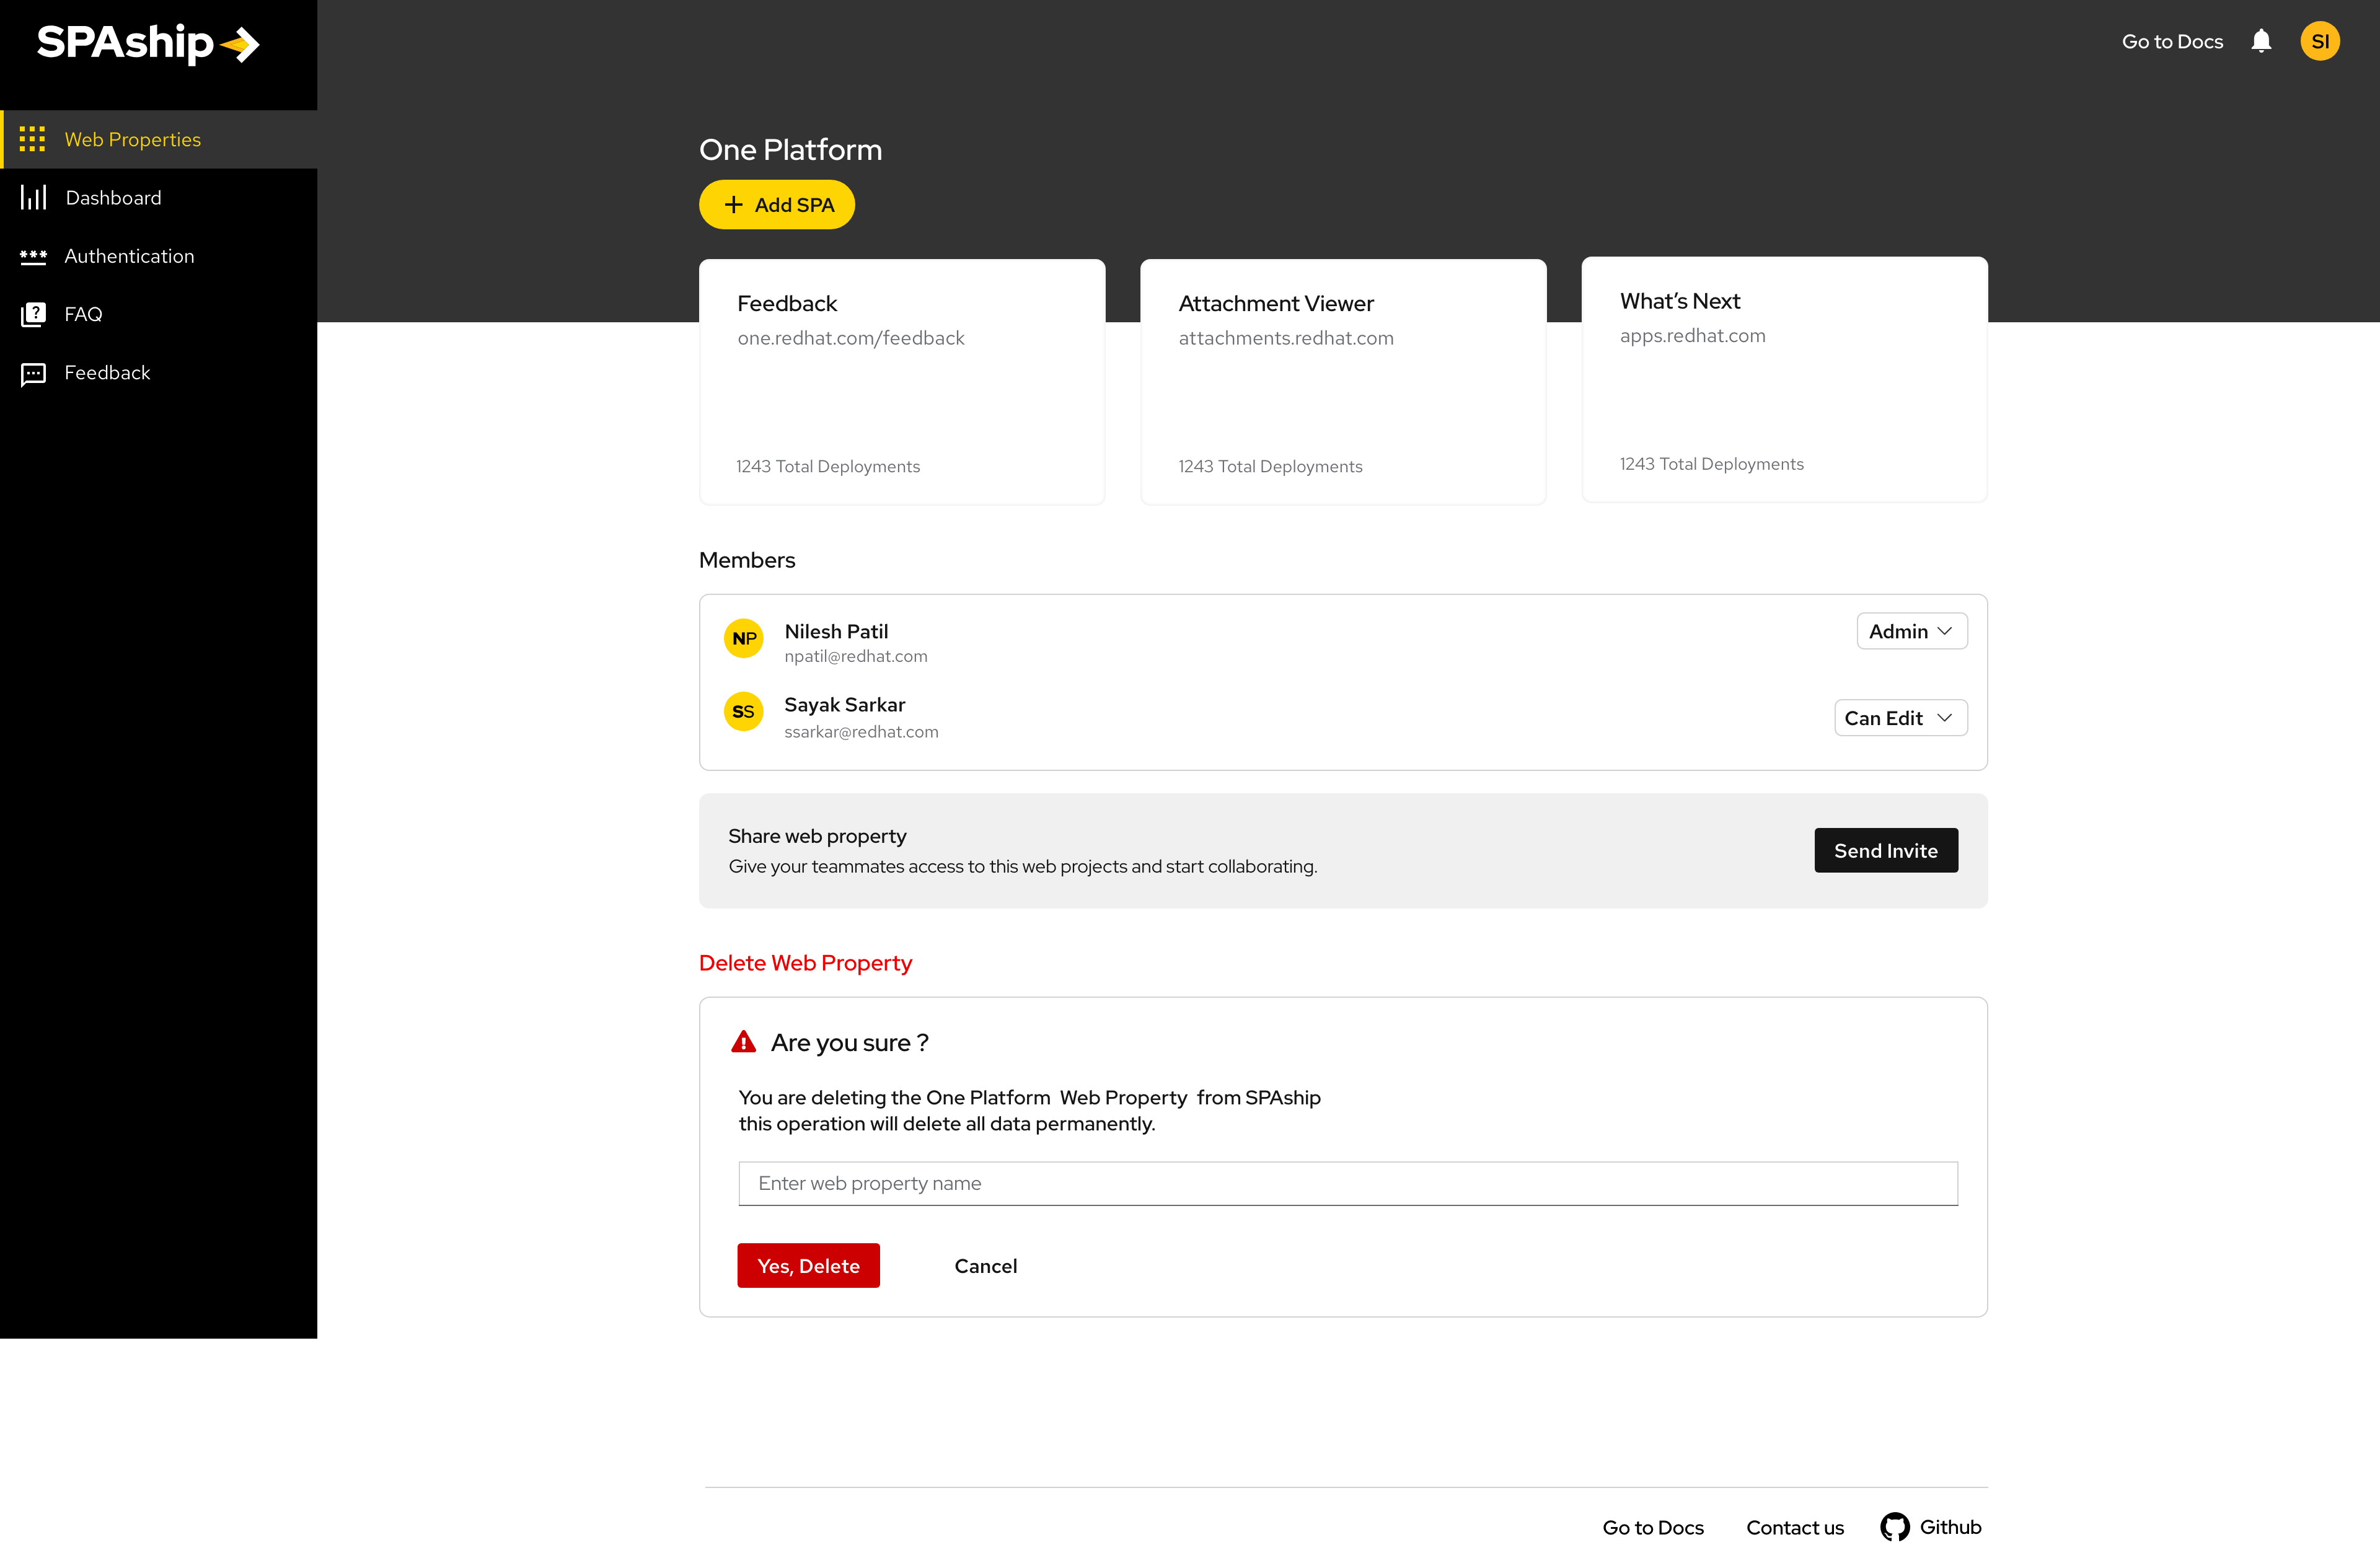 SPAship
Go to Docs
SI
Web Properties
Dashboard
*** Authentication
? FAQ
Feedback
One Platform
+ Add SPA
Feedback
one.redhat.com/feedback
1243 Total Deployments
Attachment Viewer
attachments.redhat.com
1243 Total Deployments
What’s Next
apps.redhat.com
1243 Total Deployments
Members
NP
Nilesh Patil
npatil@redhat.com
Admin
SS
Sayak Sarkar
ssarkar@redhat.com
Can Edit
Share web property
Give your teammates access to this web projects and start collaborating.
Send Invite
Delete Web Property
Are you sure ?
You are deleting the One Platform Web Property from SPAship
this operation will delete all data permanently.
Enter web property name
Yes, Delete
Cancel
Go to Docs
Contact us
Github